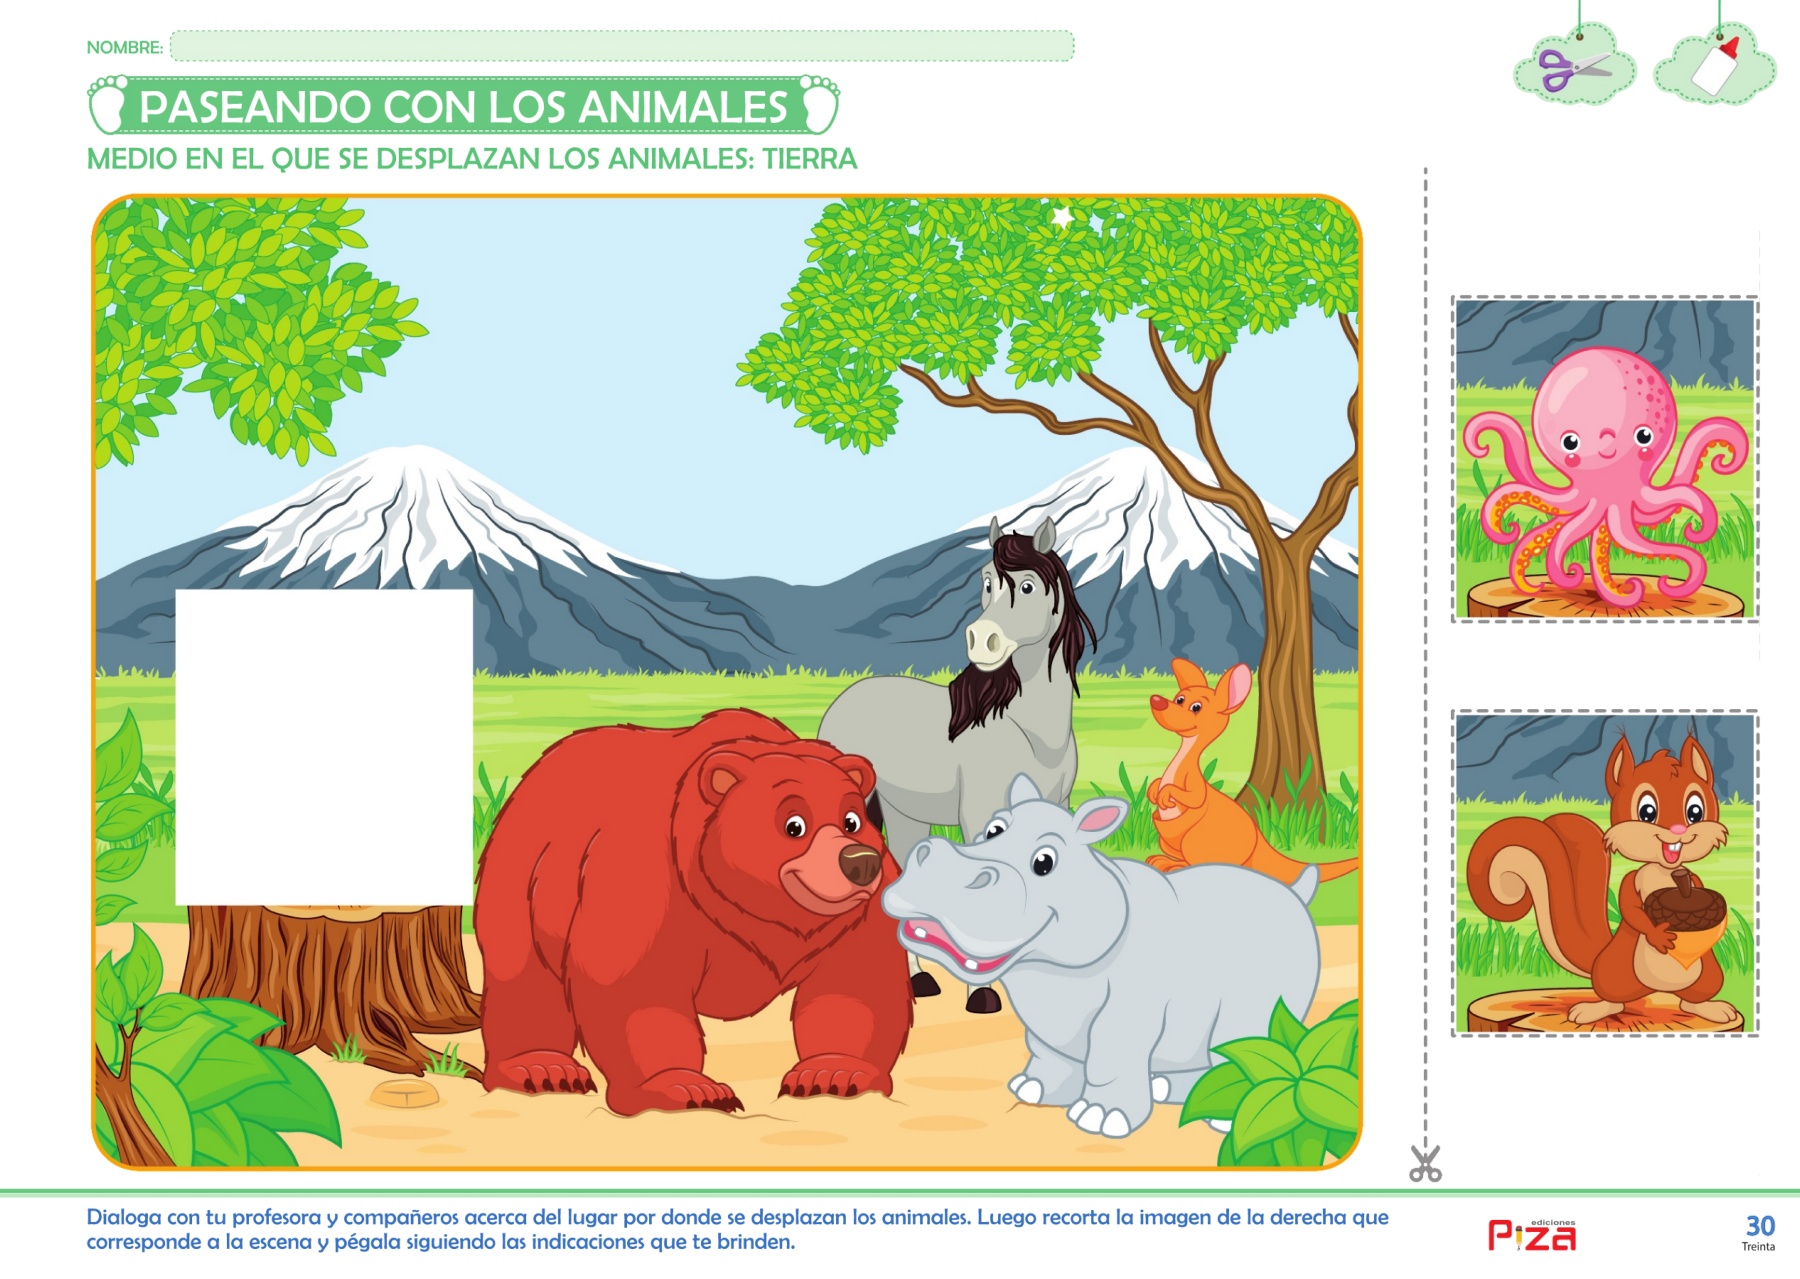 NOMBRE:
PASEANDO CON LOS ANIMALES
MEDIO EN EL QUE SE DESPLAZAN LOS ANIMALES: TIERRA
Dialoga con tu profesora y compañeros acerca del lugar por donde se desplazan los animales. Luego recorta la imagen de la derecha que
corresponde a la escena y pégala siguiendo las indicaciones que te brinden.
ediciones
Piza
30
Treinta